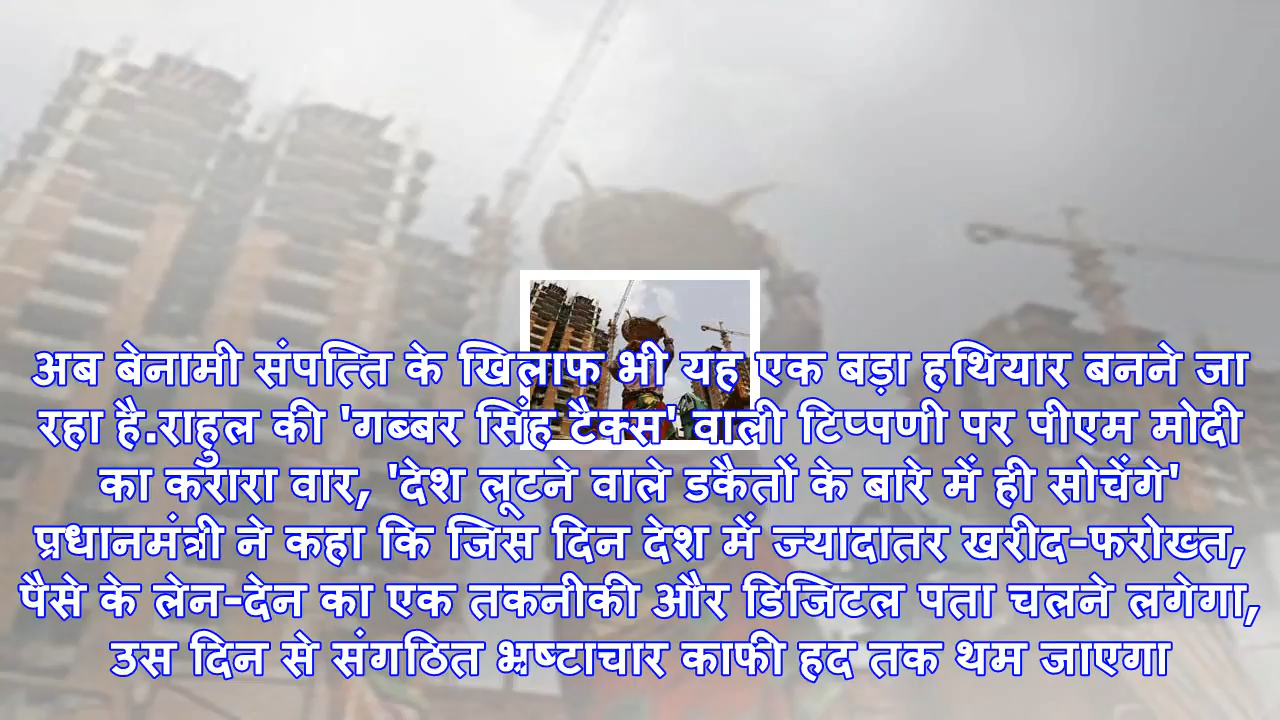 अब बेनामी संपत्ति के खिलाफ भी यह एक बड़ा हथियार बनने जा
रहा है.राहुल की 'गब्बर सिंह टैक्स' वाली टिप्पणी पर पीएम मोदी
का करारा वार, 'देश लूटने वाले डकैतों के बारे में ही सोचेंगे'
प्रधानमंत्री ने कहा कि जिस दिन देश में ज्यादातर खरीद-फरोख्त,
पैसे के लेन-देन का एक तकनीकी और डिजिटल पता चलने लगेगा,
उस दिन से संगठित भ्रष्टाचार काफी हद तक थम जाएगा